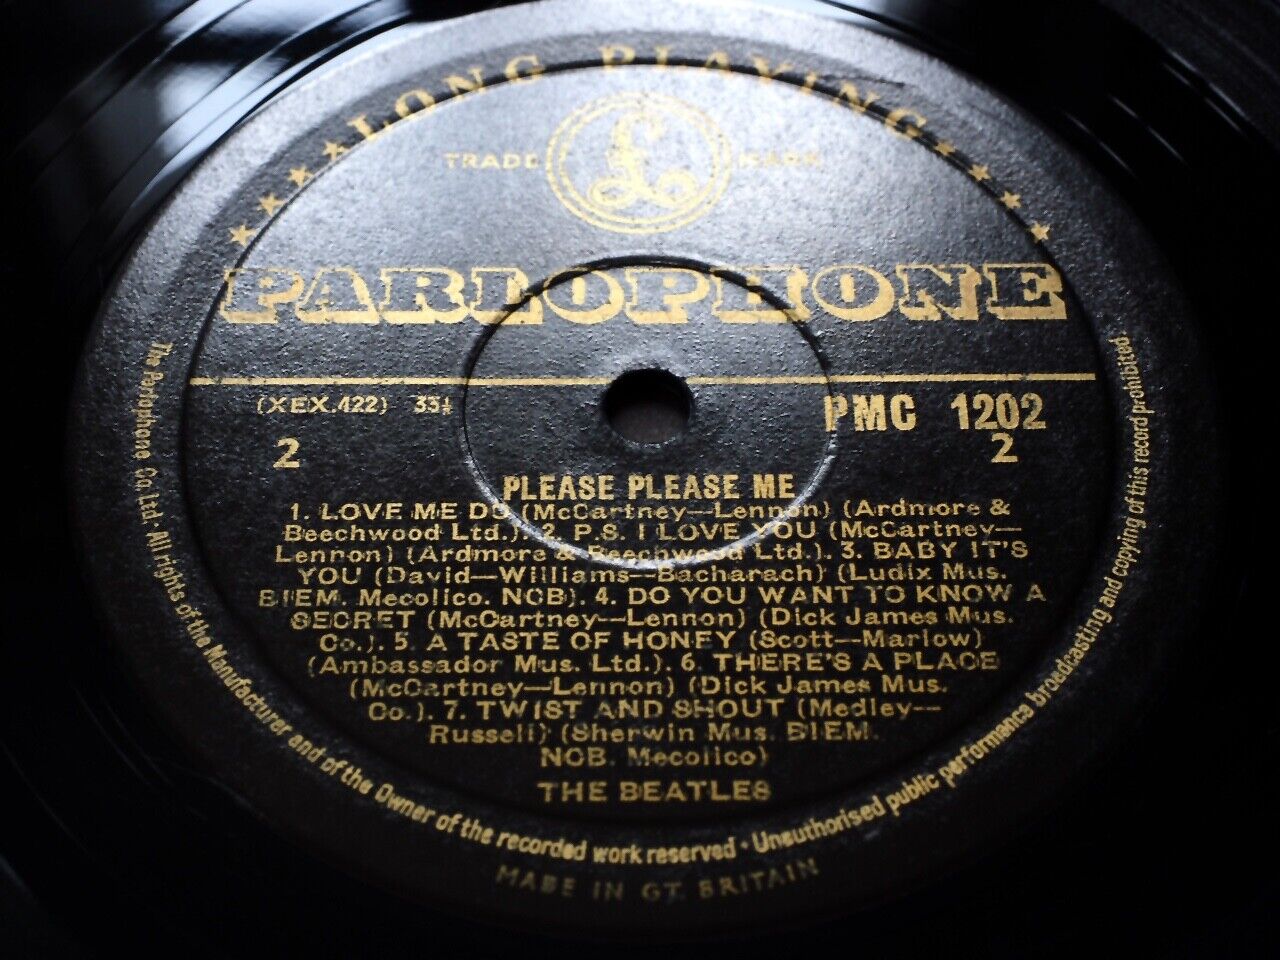 ★★★ LONG PLAYING ★★★★
TRADE £ MARK
PARLOPHONE
(XEX.422) 33⅓ PMC 1202
2 2
PLEASE PLEASE ME
1. LOVE ME DO (McCartney—Lennon) (Ardmore &
Beechwood Ltd.). 2. P.S. I LOVE YOU (McCartney—
Lennon) (Ardmore & Beechwood Ltd.). 3. BABY IT'S
YOU (David—Williams—Bacharach) (Ludix Mus.
BIEM. Mecolico. NCB). 4. DO YOU WANT TO KNOW A
SECRET (McCartney—Lennon) (Dick James Mus.
Co.). 5. A TASTE OF HONEY (Scott—Marlow)
(Ambassador Mus. Ltd.). 6. THERE'S A PLACE
(McCartney—Lennon) (Dick James Mus.
Co.). 7. TWIST AND SHOUT (Medley—
Russell) (Sherwin Mus. BIEM.
NCB. Mecolico)
THE BEATLES
The Parlophone Co. Ltd. · All rights of the Manufacturer and of the Owner of the recorded work reserved · Unauthorised public performance broadcasting and copying of this record prohibited.
MADE IN GT. BRITAIN